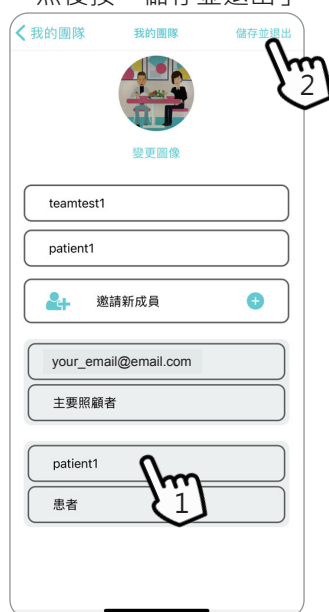 然後按「儲存並退出」
我的團隊 我的團隊 儲存並退出
2
變更圖像
teamtest1
patient1
邀請新成員
your_email@email.com
主要照顧者
patient1
1
患者